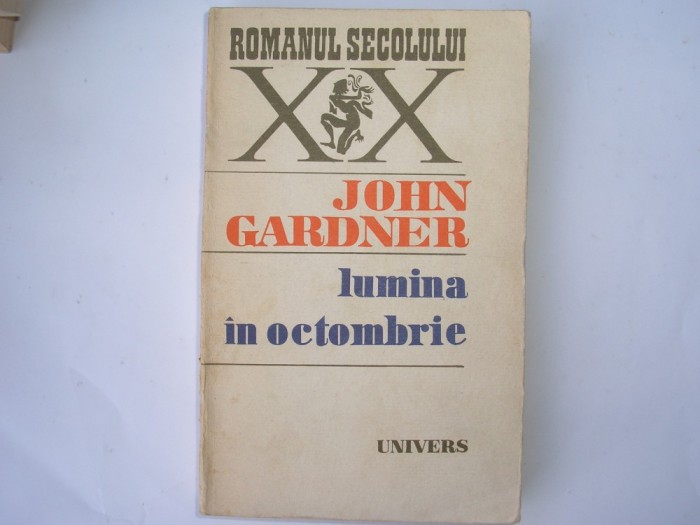 ROMANUL SECOLULUI
XX
JOHN
GARDNER
lumina
în octombrie
UNIVERS